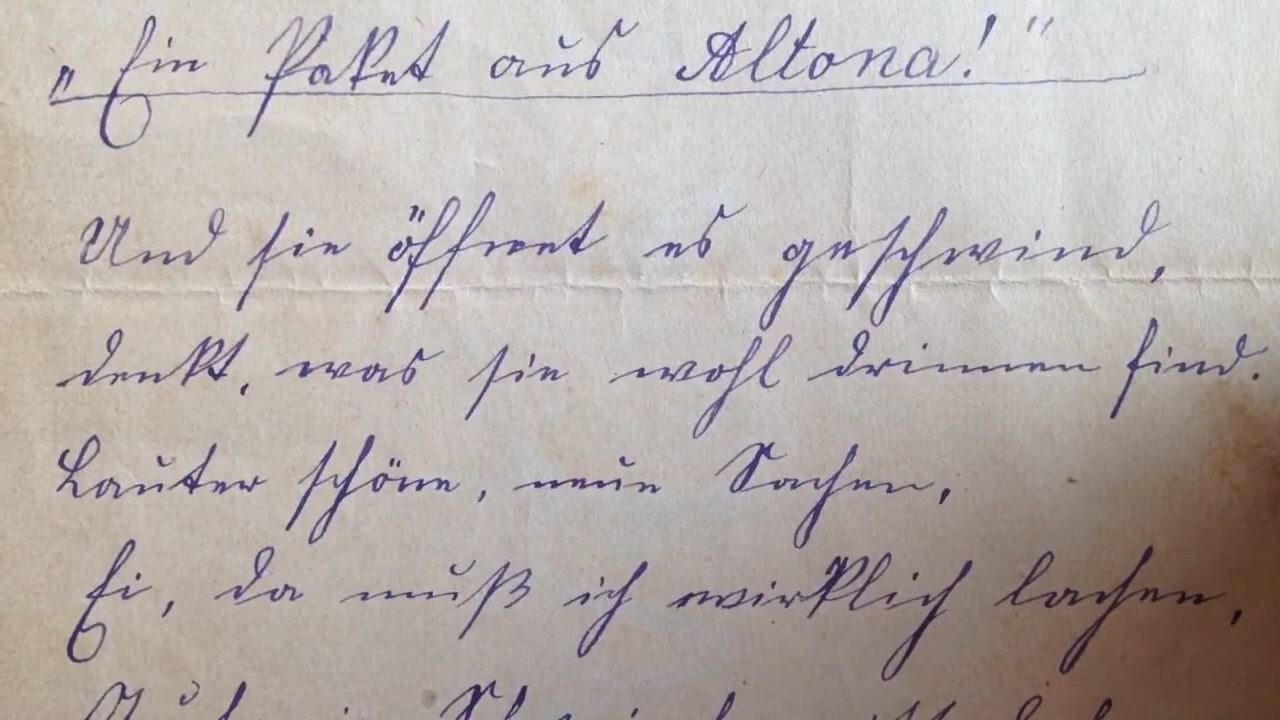 „Ein Paket aus Altona!"
Und sie öffnet es geschwind,
denkt, was sie wohl drinnen find.
Lauter schöne, neue Sachen,
Ei, da muß ich wirklich lachen,